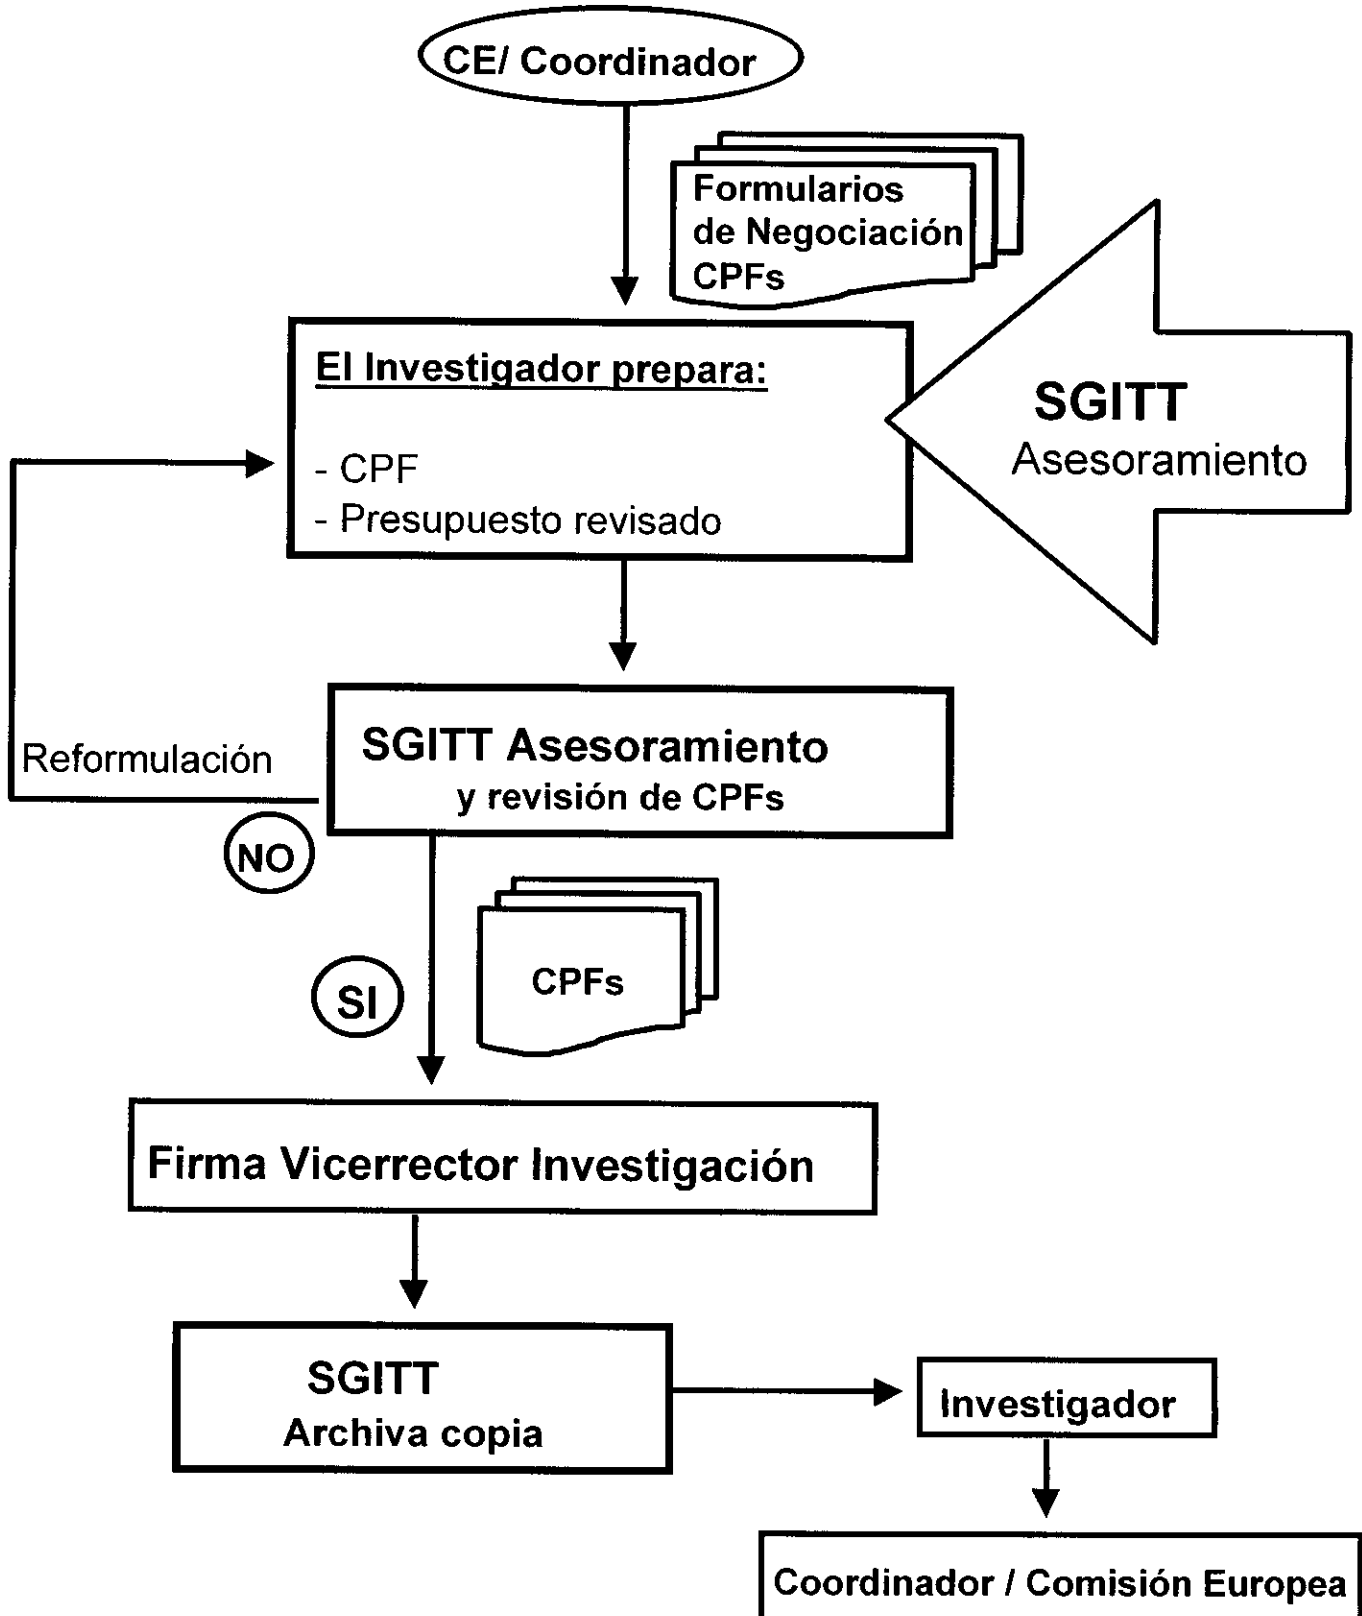 CE/ Coordinador
Formularios
de Negociación
CPFs
El Investigador prepara:
- CPF
- Presupuesto revisado
SGITT
Asesoramiento
SGITT Asesoramiento
y revisión de CPFs
Reformulación
NO
SI
CPFs
Firma Vicerrector Investigación
SGITT
Archiva copia
Investigador
Coordinador / Comisión Europea